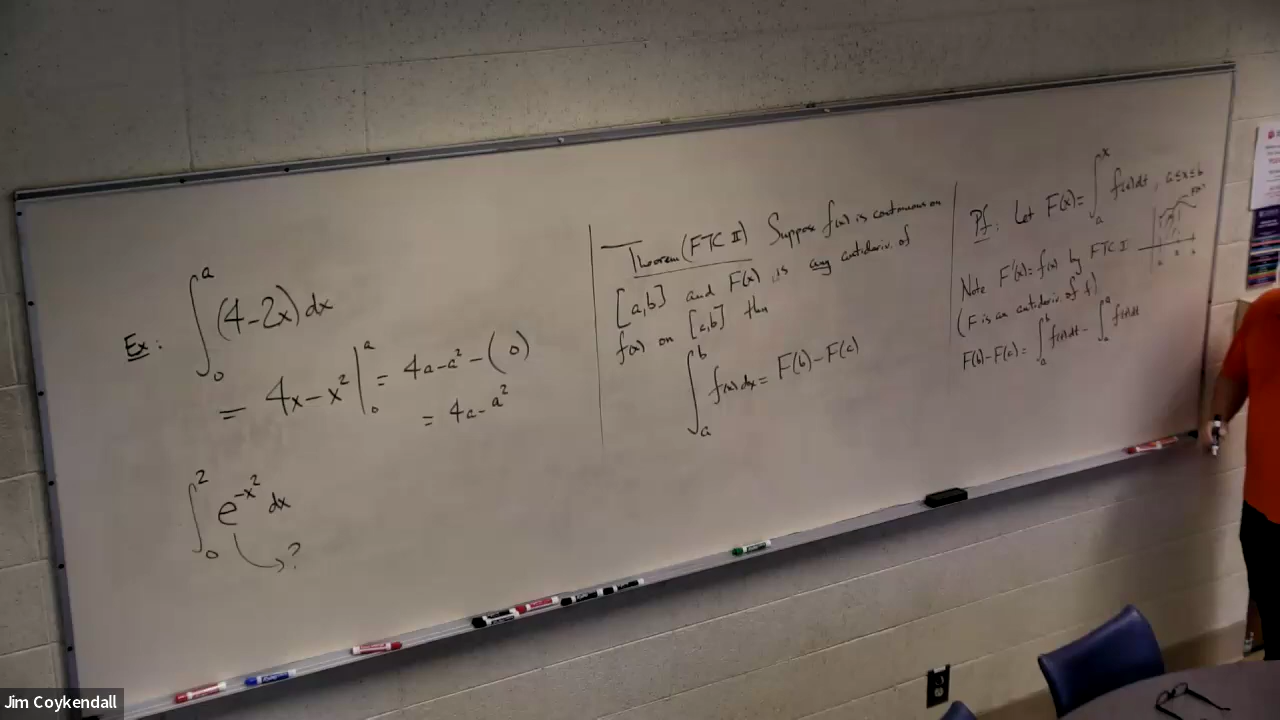 Ex: ∫₀ᵃ (4-2x) dx
= 4x-x² |₀ᵃ = 4a-a² - (0)
= 4a-a²
∫₀² e^(-x²) dx
→ ?
Theorem (FTC II) Suppose f(x) is continuous on
[a,b] and F(x) is any antideriv. of
f(x) on [a,b] then
∫ₐᵇ f(x) dx = F(b) - F(a)
Pf: Let F(x) = ∫ₐˣ f(t) dt, a≤x≤b
Note F'(x) = f(x) by FTC I
(F is an antideriv. of f)
F(b) - F(a) = ∫ₐᵇ f(t) dt - ∫ₐᵃ f(t) dt
Jim Coykendall